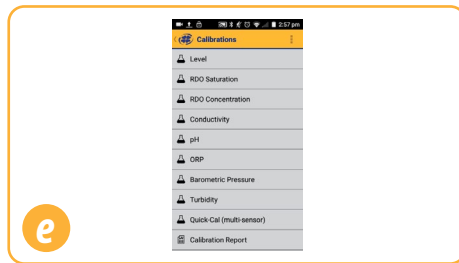 2:57 pm
Calibrations
Level
RDO Saturation
RDO Concentration
Conductivity
pH
ORP
Barometric Pressure
Turbidity
Quick-Cal (multi-sensor)
Calibration Report
e